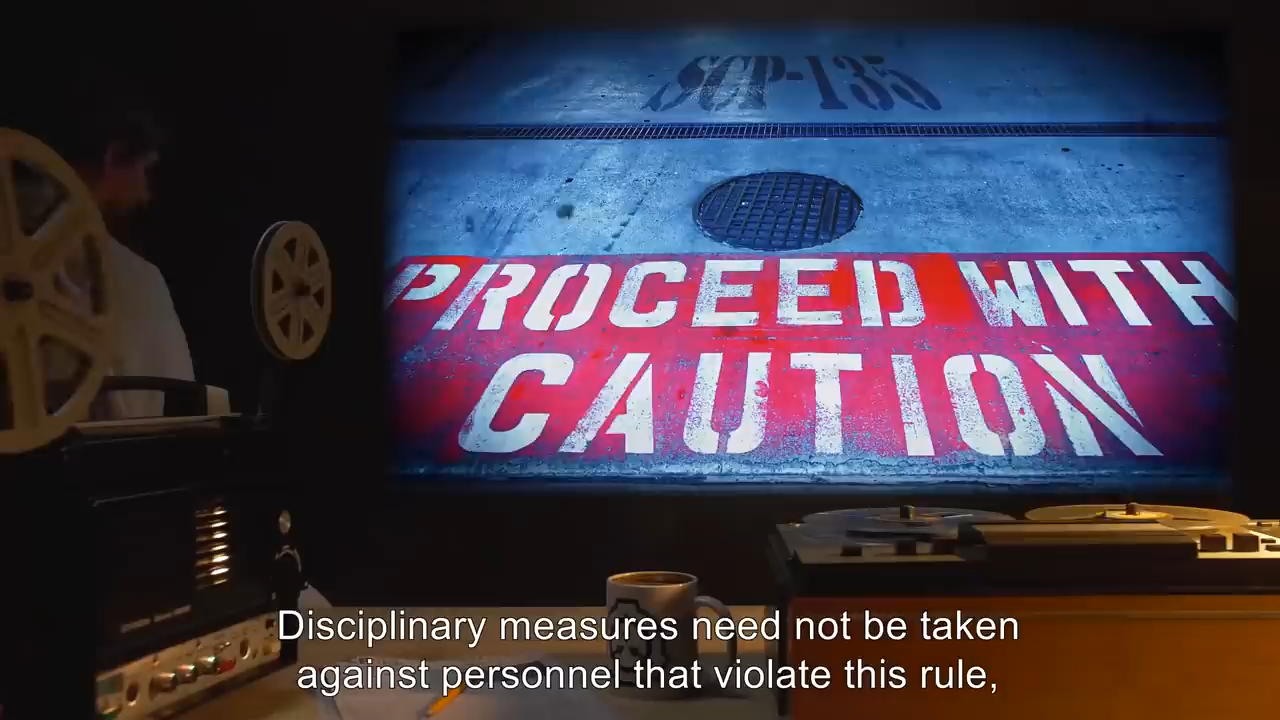 SCP-135
PROCEED WITH
CAUTION
Disciplinary measures need not be taken
against personnel that violate this rule,